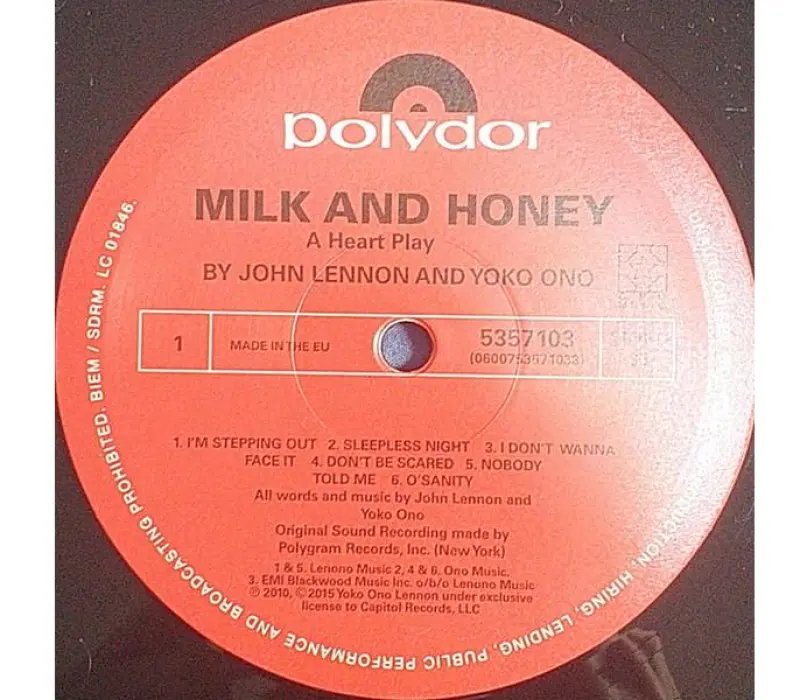 polydor
MILK AND HONEY
A Heart Play
BY JOHN LENNON AND YOKO ONO
1
MADE IN THE EU
5357103
(0600753571033)
1. I'M STEPPING OUT 2. SLEEPLESS NIGHT 3. I DON'T WANNA
FACE IT 4. DON'T BE SCARED 5. NOBODY
TOLD ME 6. O'SANITY
All words and music by John Lennon and
Yoko Ono
Original Sound Recording made by
Polygram Records, Inc. (New York)
1 & 5. Lenono Music 2, 4 & 6. Ono Music.
3. EMI Blackwood Music Inc. o/b/o Lenono Music
℗ 2010, © 2015 Yoko Ono Lennon under exclusive
license to Capitol Records, LLC
HIRING, LENDING, PUBLIC PERFORMANCE AND BROADCASTING PROHIBITED. BIEM / SDRM. LC 01846.